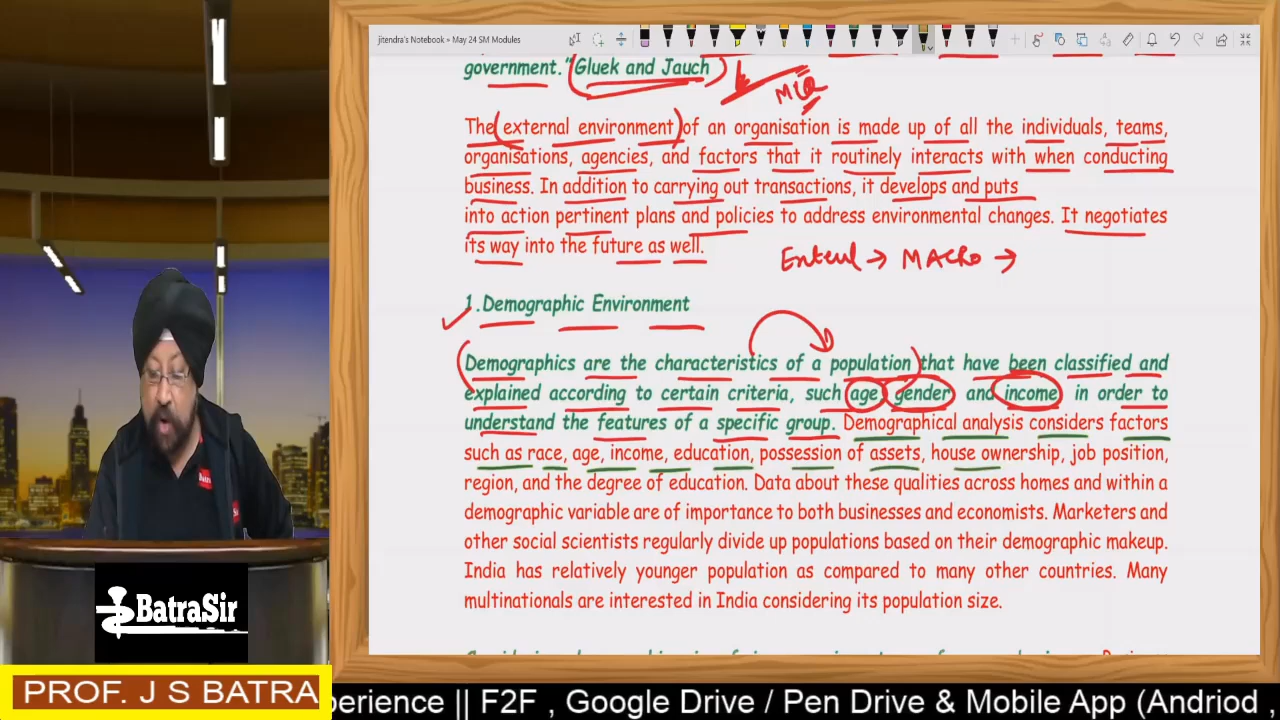 jitendra's Notebook » May 24 SM Modules
government.” Gluek and Jauch
MCQ
The external environment of an organisation is made up of all the individuals, teams,
organisations, agencies, and factors that it routinely interacts with when conducting
business. In addition to carrying out transactions, it develops and puts
into action pertinent plans and policies to address environmental changes. It negotiates
its way into the future as well.
→ MACRO →
1.Demographic Environment
Demographics are the characteristics of a population that have been classified and
explained according to certain criteria, such age gender and income in order to
understand the features of a specific group. Demographical analysis considers factors
such as race, age, income, education, possession of assets, house ownership, job position,
region, and the degree of education. Data about these qualities across homes and within a
demographic variable are of importance to both businesses and economists. Marketers and
other social scientists regularly divide up populations based on their demographic makeup.
India has relatively younger population as compared to many other countries. Many
multinationals are interested in India considering its population size.
BatraSir
PROF. J S BATRA
perience || F2F , Google Drive / Pen Drive & Mobile App (Andriod ,